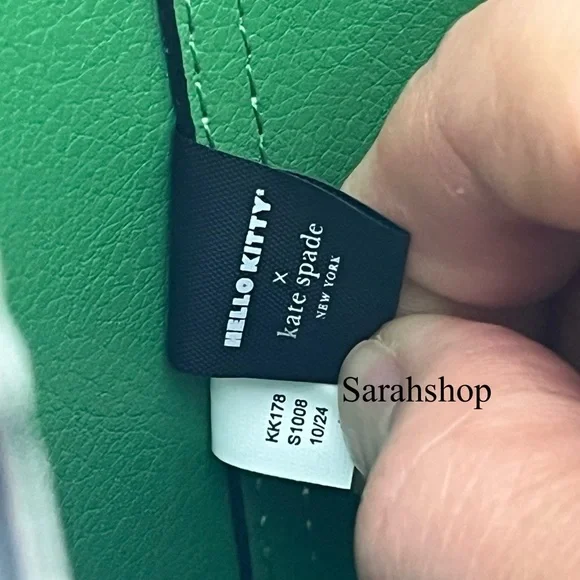 HELLO KITTY
×
kate spade
NEW YORK
KK178
S1008
10/24
Sarahshop